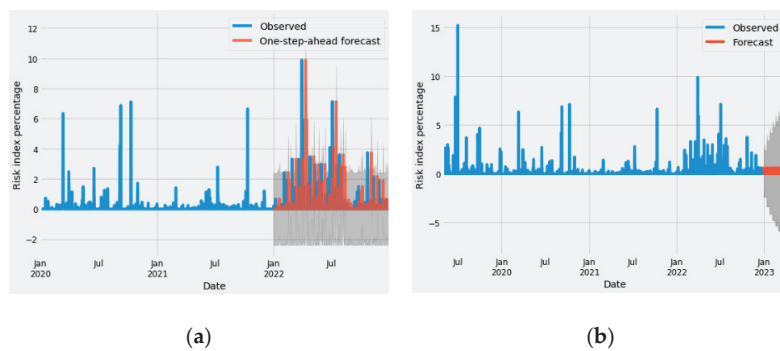 Observed
One-step-ahead forecast
Risk index percentage
12
10
8
6
4
2
0
−2
Jan
2020
Jul
Jan
2021
Jul
Jan
2022
Jul
Date
(a)
Observed
Forecast
Risk index percentage
15
10
5
0
−5
Jul
Jan
2020
Jul
Jan
2021
Jul
Jan
2022
Jul
Jan
2023
Date
(b)